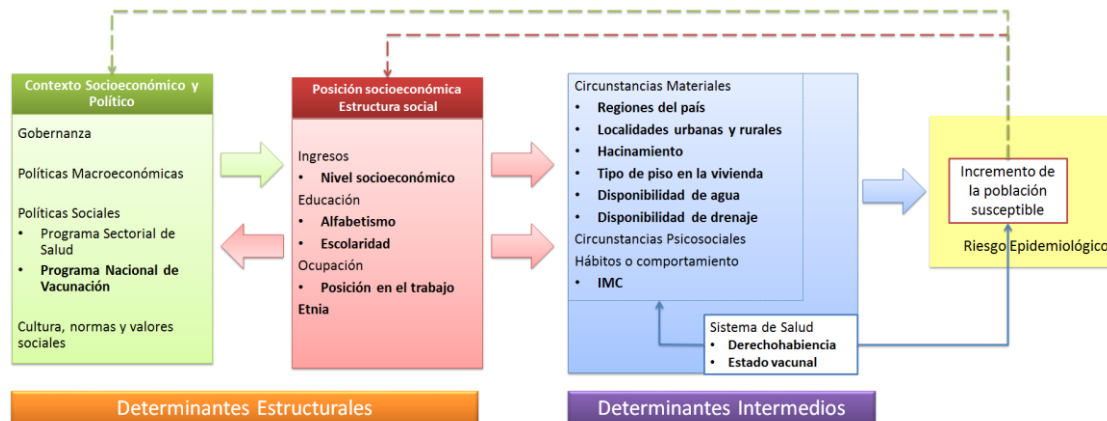 Contexto Socioeconómico y
Político
Gobernanza
Políticas Macroeconómicas
Políticas Sociales
• Programa Sectorial de
Salud
• Programa Nacional de
Vacunación
Cultura, normas y valores
sociales
Posición socioeconómica
Estructura social
Ingresos
• Nivel socioeconómico
Educación
• Alfabetismo
• Escolaridad
Ocupación
• Posición en el trabajo
Etnia
Circunstancias Materiales
• Regiones del país
• Localidades urbanas y rurales
• Hacinamiento
• Tipo de piso en la vivienda
• Disponibilidad de agua
• Disponibilidad de drenaje
Circunstancias Psicosociales
Hábitos o comportamiento
• IMC
Sistema de Salud
• Derechohabiencia
• Estado vacunal
Incremento de
la población
susceptible
Riesgo Epidemiológico
Determinantes Estructurales
Determinantes Intermedios